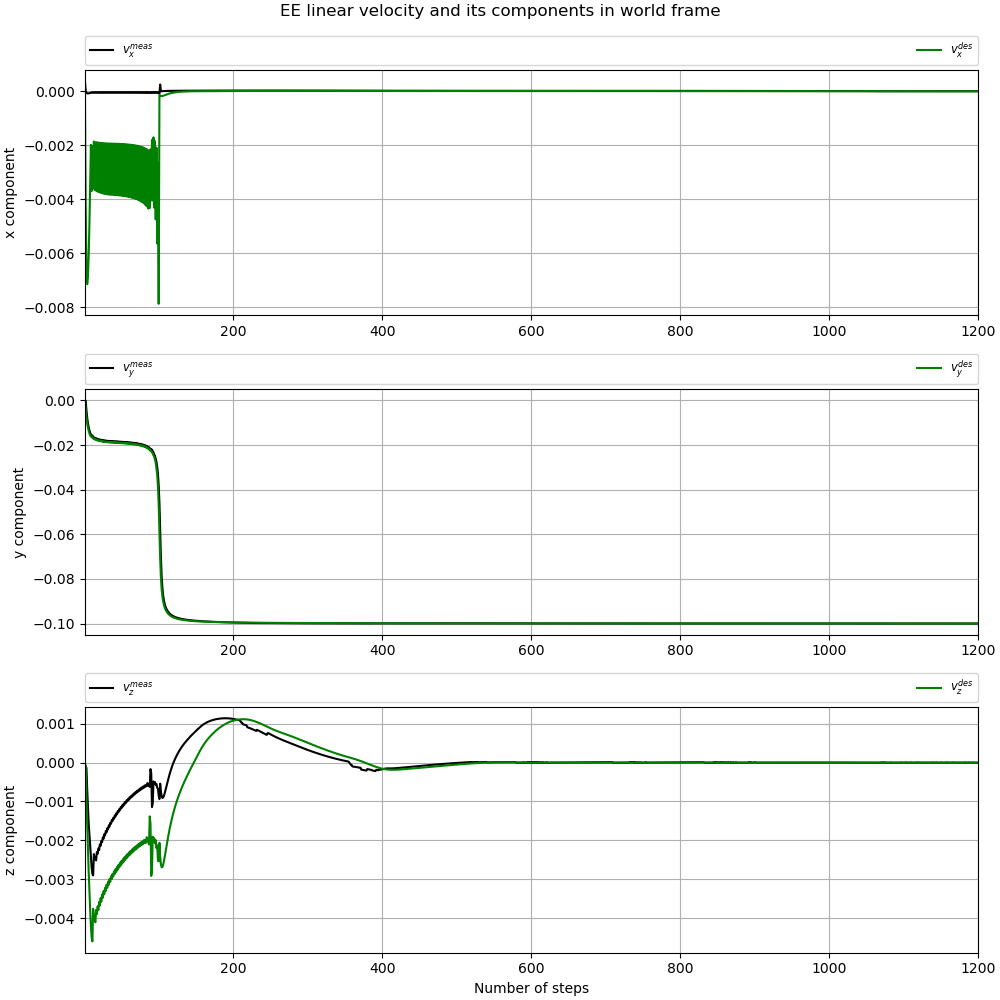 EE linear velocity and its components in world frame
v_x^meas v_x^des
0.000
−0.002
−0.004
−0.006
−0.008
x component
200 400 600 800 1000 1200
v_y^meas v_y^des
0.00
−0.02
−0.04
−0.06
−0.08
−0.10
y component
200 400 600 800 1000 1200
v_z^meas v_z^des
0.001
0.000
−0.001
−0.002
−0.003
−0.004
z component
200 400 600 800 1000 1200
Number of steps